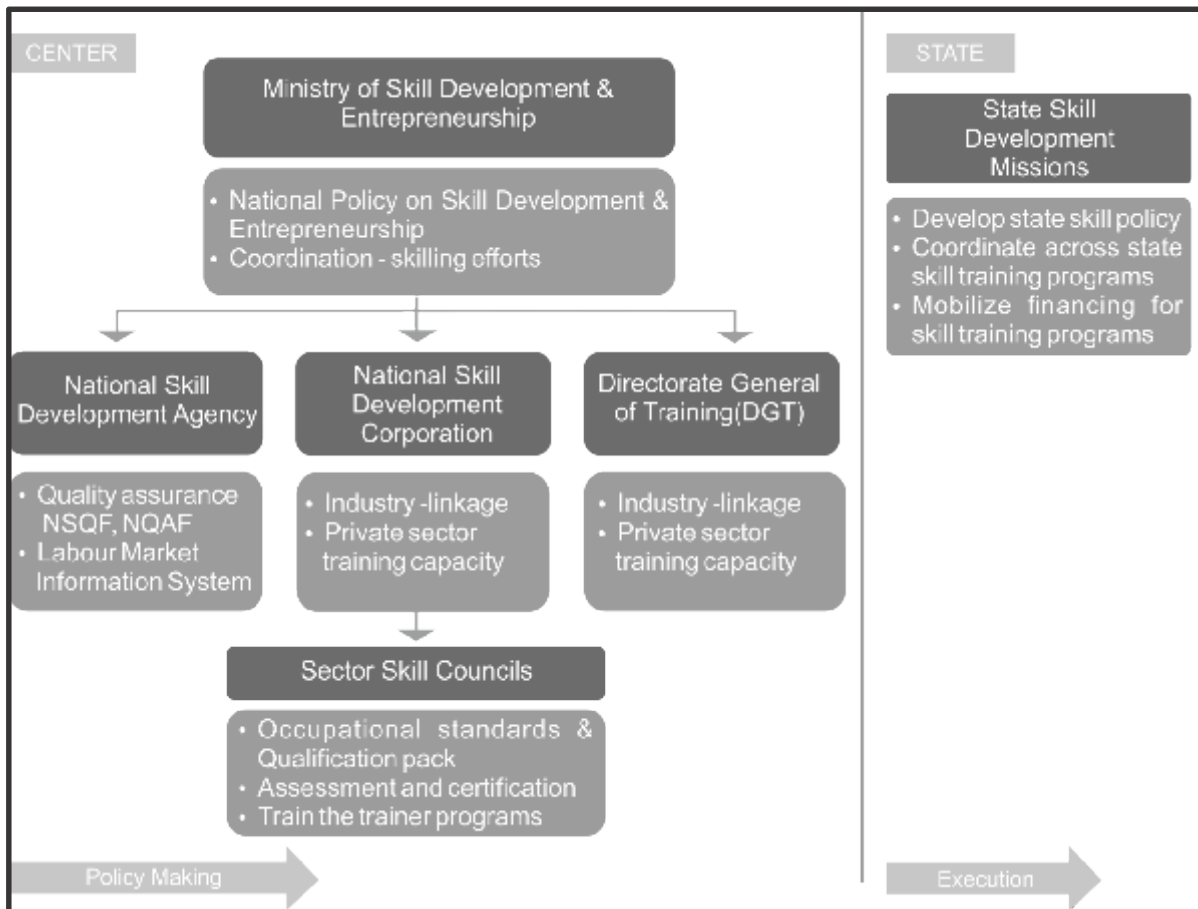 CENTER
Ministry of Skill Development &
Entrepreneurship
• National Policy on Skill Development &
Entrepreneurship
• Coordination - skilling efforts
National Skill
Development Agency
• Quality assurance
NSQF, NQAF
• Labour Market
Information System
National Skill
Development
Corporation
• Industry -linkage
• Private sector
training capacity
Directorate General
of Training(DGT)
• Industry -linkage
• Private sector
training capacity
Sector Skill Councils
• Occupational standards &
Qualification pack
• Assessment and certification
• Train the trainer programs
Policy Making
STATE
State Skill
Development
Missions
• Develop state skill policy
• Coordinate across state
skill training programs
• Mobilize financing for
skill training programs
Execution